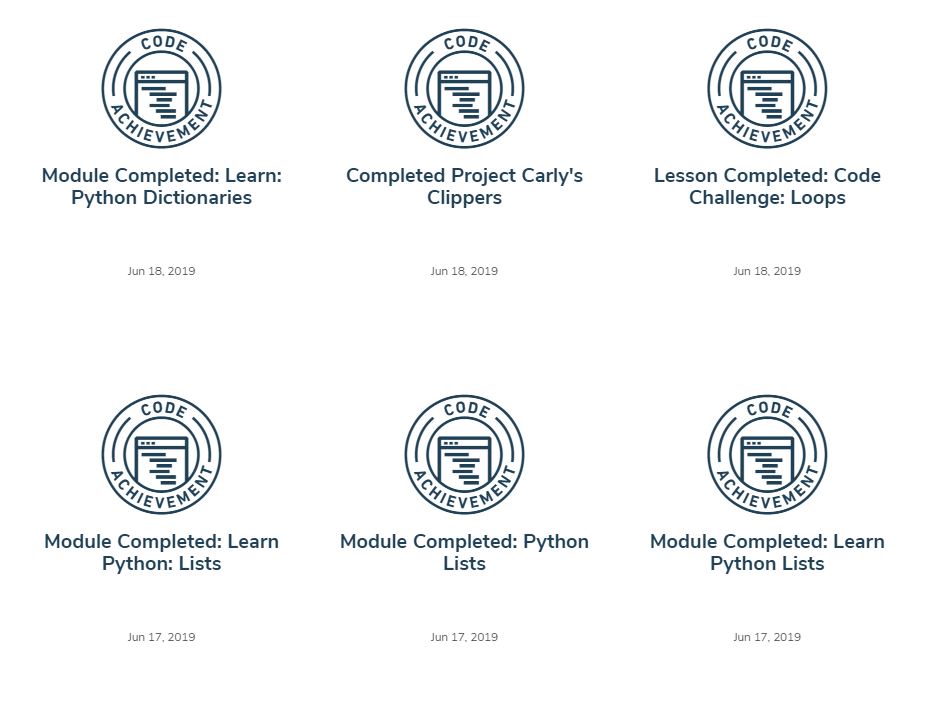 CODE ACHIEVEMENT
CODE ACHIEVEMENT
CODE ACHIEVEMENT
Module Completed: Learn:
Python Dictionaries
Completed Project Carly's
Clippers
Lesson Completed: Code
Challenge: Loops
Jun 18, 2019
Jun 18, 2019
Jun 18, 2019
CODE ACHIEVEMENT
CODE ACHIEVEMENT
CODE ACHIEVEMENT
Module Completed: Learn
Python: Lists
Module Completed: Python
Lists
Module Completed: Learn
Python Lists
Jun 17, 2019
Jun 17, 2019
Jun 17, 2019